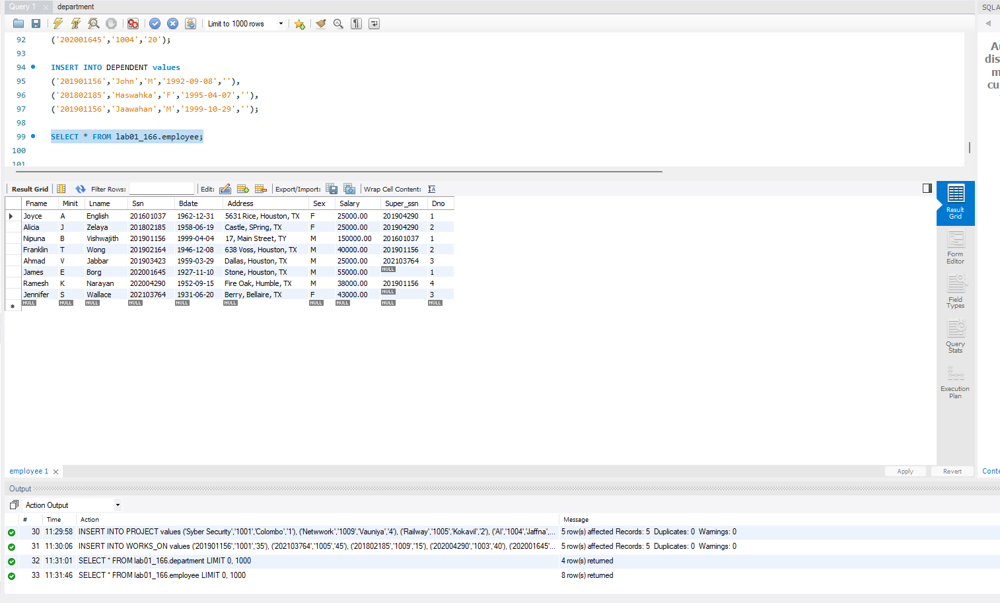 Query 1 × department
SQLA
Limit to 1000 rows
92 ('202001645','1004','20');
93
94 INSERT INTO DEPENDENT values
95 ('201901156','John','M','1992-09-08',''),
96 ('201802185','Haswahka','F','1995-04-07',''),
97 ('201901156','Jaawahan','M','1999-10-29','');
98
99 SELECT * FROM lab01_166.employee;
100
101
Result Grid Filter Rows: Edit: Export/Import: Wrap Cell Content:
Fname Minit Lname Ssn Bdate Address Sex Salary Super_ssn Dno
Joyce A English 201601037 1962-12-31 5631 Rice, Houston, TX F 25000.00 201904290 1
Alicia J Zelaya 201802185 1958-06-19 Castle, SPring, TX F 25000.00 201904290 2
Nipuna B Vishwajith 201901156 1999-04-04 17, Main Street, TY M 150000.00 201601037 1
Franklin T Wong 201902164 1946-12-08 638 Voss, Houston, TX M 40000.00 201901156 2
Ahmad V Jabbar 201903423 1959-03-29 Dallas, Houston, TX M 25000.00 202103764 3
James E Borg 202001645 1927-11-10 Stone, Houston, TX M 55000.00 NULL 1
Ramesh K Narayan 202004290 1952-09-15 Fire Oak, Humble, TX M 38000.00 201901156 4
Jennifer S Wallace 202103764 1931-06-20 Berry, Bellaire, TX F 43000.00 NULL 3
NULL NULL NULL NULL NULL NULL NULL NULL NULL NULL
Result
Grid
Form
Editor
Field
Types
Query
Stats
Execution
Plan
dis
m
cu
employee 1 ×
Apply Revert
Conte
Output
Action Output
# Time Action Message
30 11:29:58 INSERT INTO PROJECT values ('Syber Security','1001','Colombo','1'), ('Netwwork','1009','Vauniya','4'), ('Railway','1005','Kokavil','2'), ('AI','1004','Jaffna',... 5 row(s) affected Records: 5 Duplicates: 0 Warnings: 0
31 11:30:06 INSERT INTO WORKS_ON values ('201901156','1001','35'), ('202103764','1005','45'), ('201802185','1009','15'), ('202004290','1003','40'), ('202001645'... 5 row(s) affected Records: 5 Duplicates: 0 Warnings: 0
32 11:31:01 SELECT * FROM lab01_166.department LIMIT 0, 1000 4 row(s) returned
33 11:31:46 SELECT * FROM lab01_166.employee LIMIT 0, 1000 8 row(s) returned